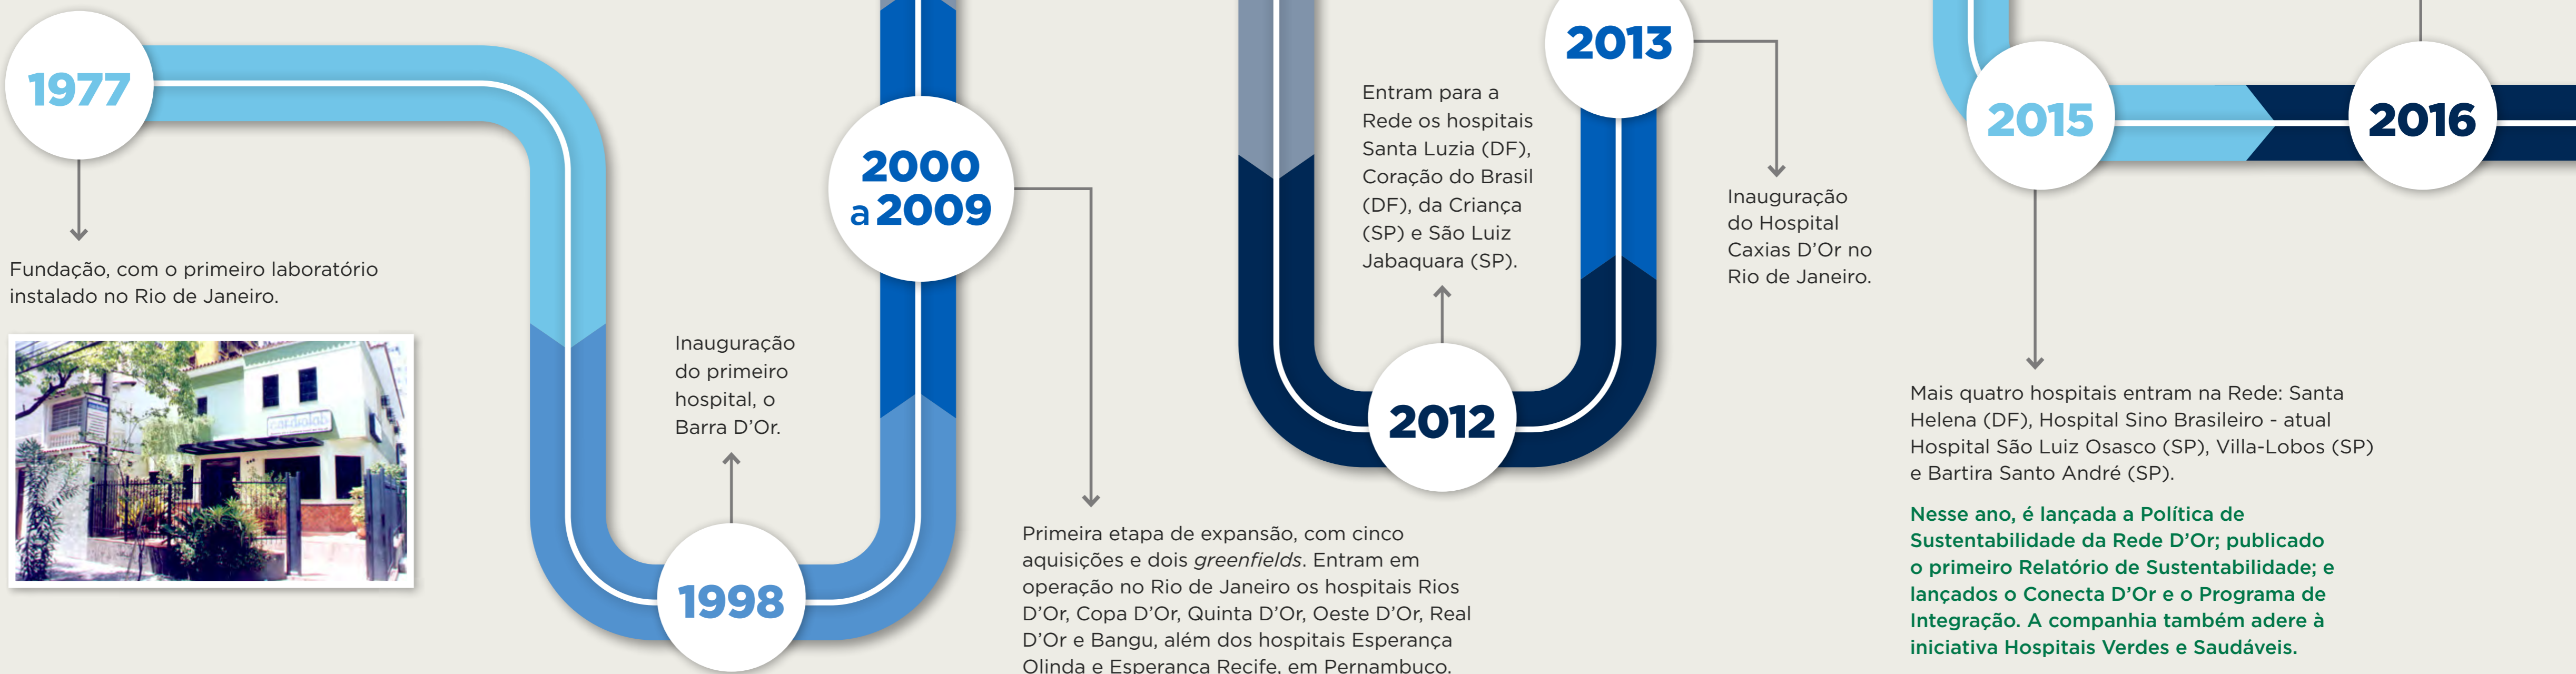 1977
Fundação, com o primeiro laboratório
instalado no Rio de Janeiro.
cardiolab
Inauguração
do primeiro
hospital, o
Barra D’Or.
1998
2000
a 2009
Primeira etapa de expansão, com cinco
aquisições e dois greenfields. Entram em
operação no Rio de Janeiro os hospitais Rios
D’Or, Copa D’Or, Quinta D’Or, Oeste D’Or, Real
D’Or e Bangu, além dos hospitais Esperança
Olinda e Esperança Recife, em Pernambuco.
Entram para a
Rede os hospitais
Santa Luzia (DF),
Coração do Brasil
(DF), da Criança
(SP) e São Luiz
Jabaquara (SP).
2012
2013
Inauguração
do Hospital
Caxias D’Or no
Rio de Janeiro.
2015
Mais quatro hospitais entram na Rede: Santa
Helena (DF), Hospital Sino Brasileiro - atual
Hospital São Luiz Osasco (SP), Villa-Lobos (SP)
e Bartira Santo André (SP).
Nesse ano, é lançada a Política de
Sustentabilidade da Rede D’Or; publicado
o primeiro Relatório de Sustentabilidade; e
lançados o Conecta D’Or e o Programa de
Integração. A companhia também adere à
iniciativa Hospitais Verdes e Saudáveis.
2016